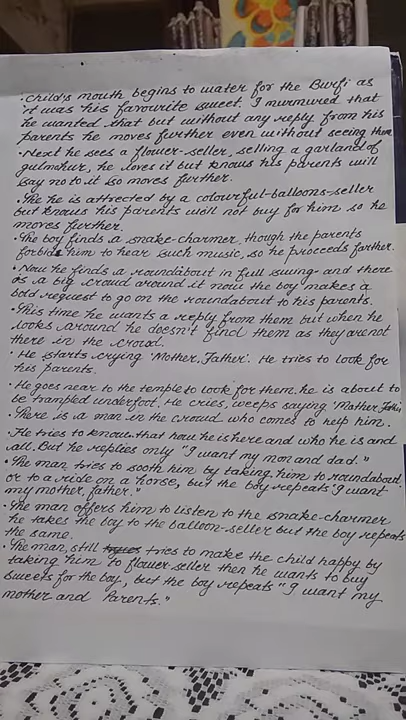 • Child's mouth begins to water for the Burfi as
it was his favourite sweet. I murmured that
he wanted that but without any reply from his
parents he moves further even without seeing them
• Next he sees a flower-seller, selling a garland of
gulmohur, he loves it but knows his parents will
say no to it so moves further.
• The he is attrected by a colourful-balloons-seller
but knows his parents woill not buy for him so he
moves further.
• The boy finds a snake-charmer, though the parents
forbids him to hear such music, so he proceeds farther.
• Now he finds a roundabout in full swing and there
is a big crowd around it now the boy makes a
bold request to go on the roundabout to his parents.
• This time he wants a reply from them but when he
looks around he doesn't find them as they are not
there in the crowd.
• He starts crying 'Mother, Father'. He tries to look for
his parents.
• He goes near to the temple to look for them, he is about to
be trampled underfoot. He cries, weeps saying 'Mother, Father'
• There is a man in the crowd who comes to help him.
He tries to know that how he is here and who he is and
all. But he replies only "I want my mom and dad."
• The man tries to sooth him by taking him to roundabout
or to a ride on a horse, but the boy repeats "I want
my mother, father."
• The man offers him to listen to the snake-charmer
he takes the boy to the balloon-seller but the boy repeats
the same.
• The man, still tries to make the child happy by
taking him to flower seller then he wants to buy
sweets for the boy, but the boy repeats "I want my
mother and Parents."